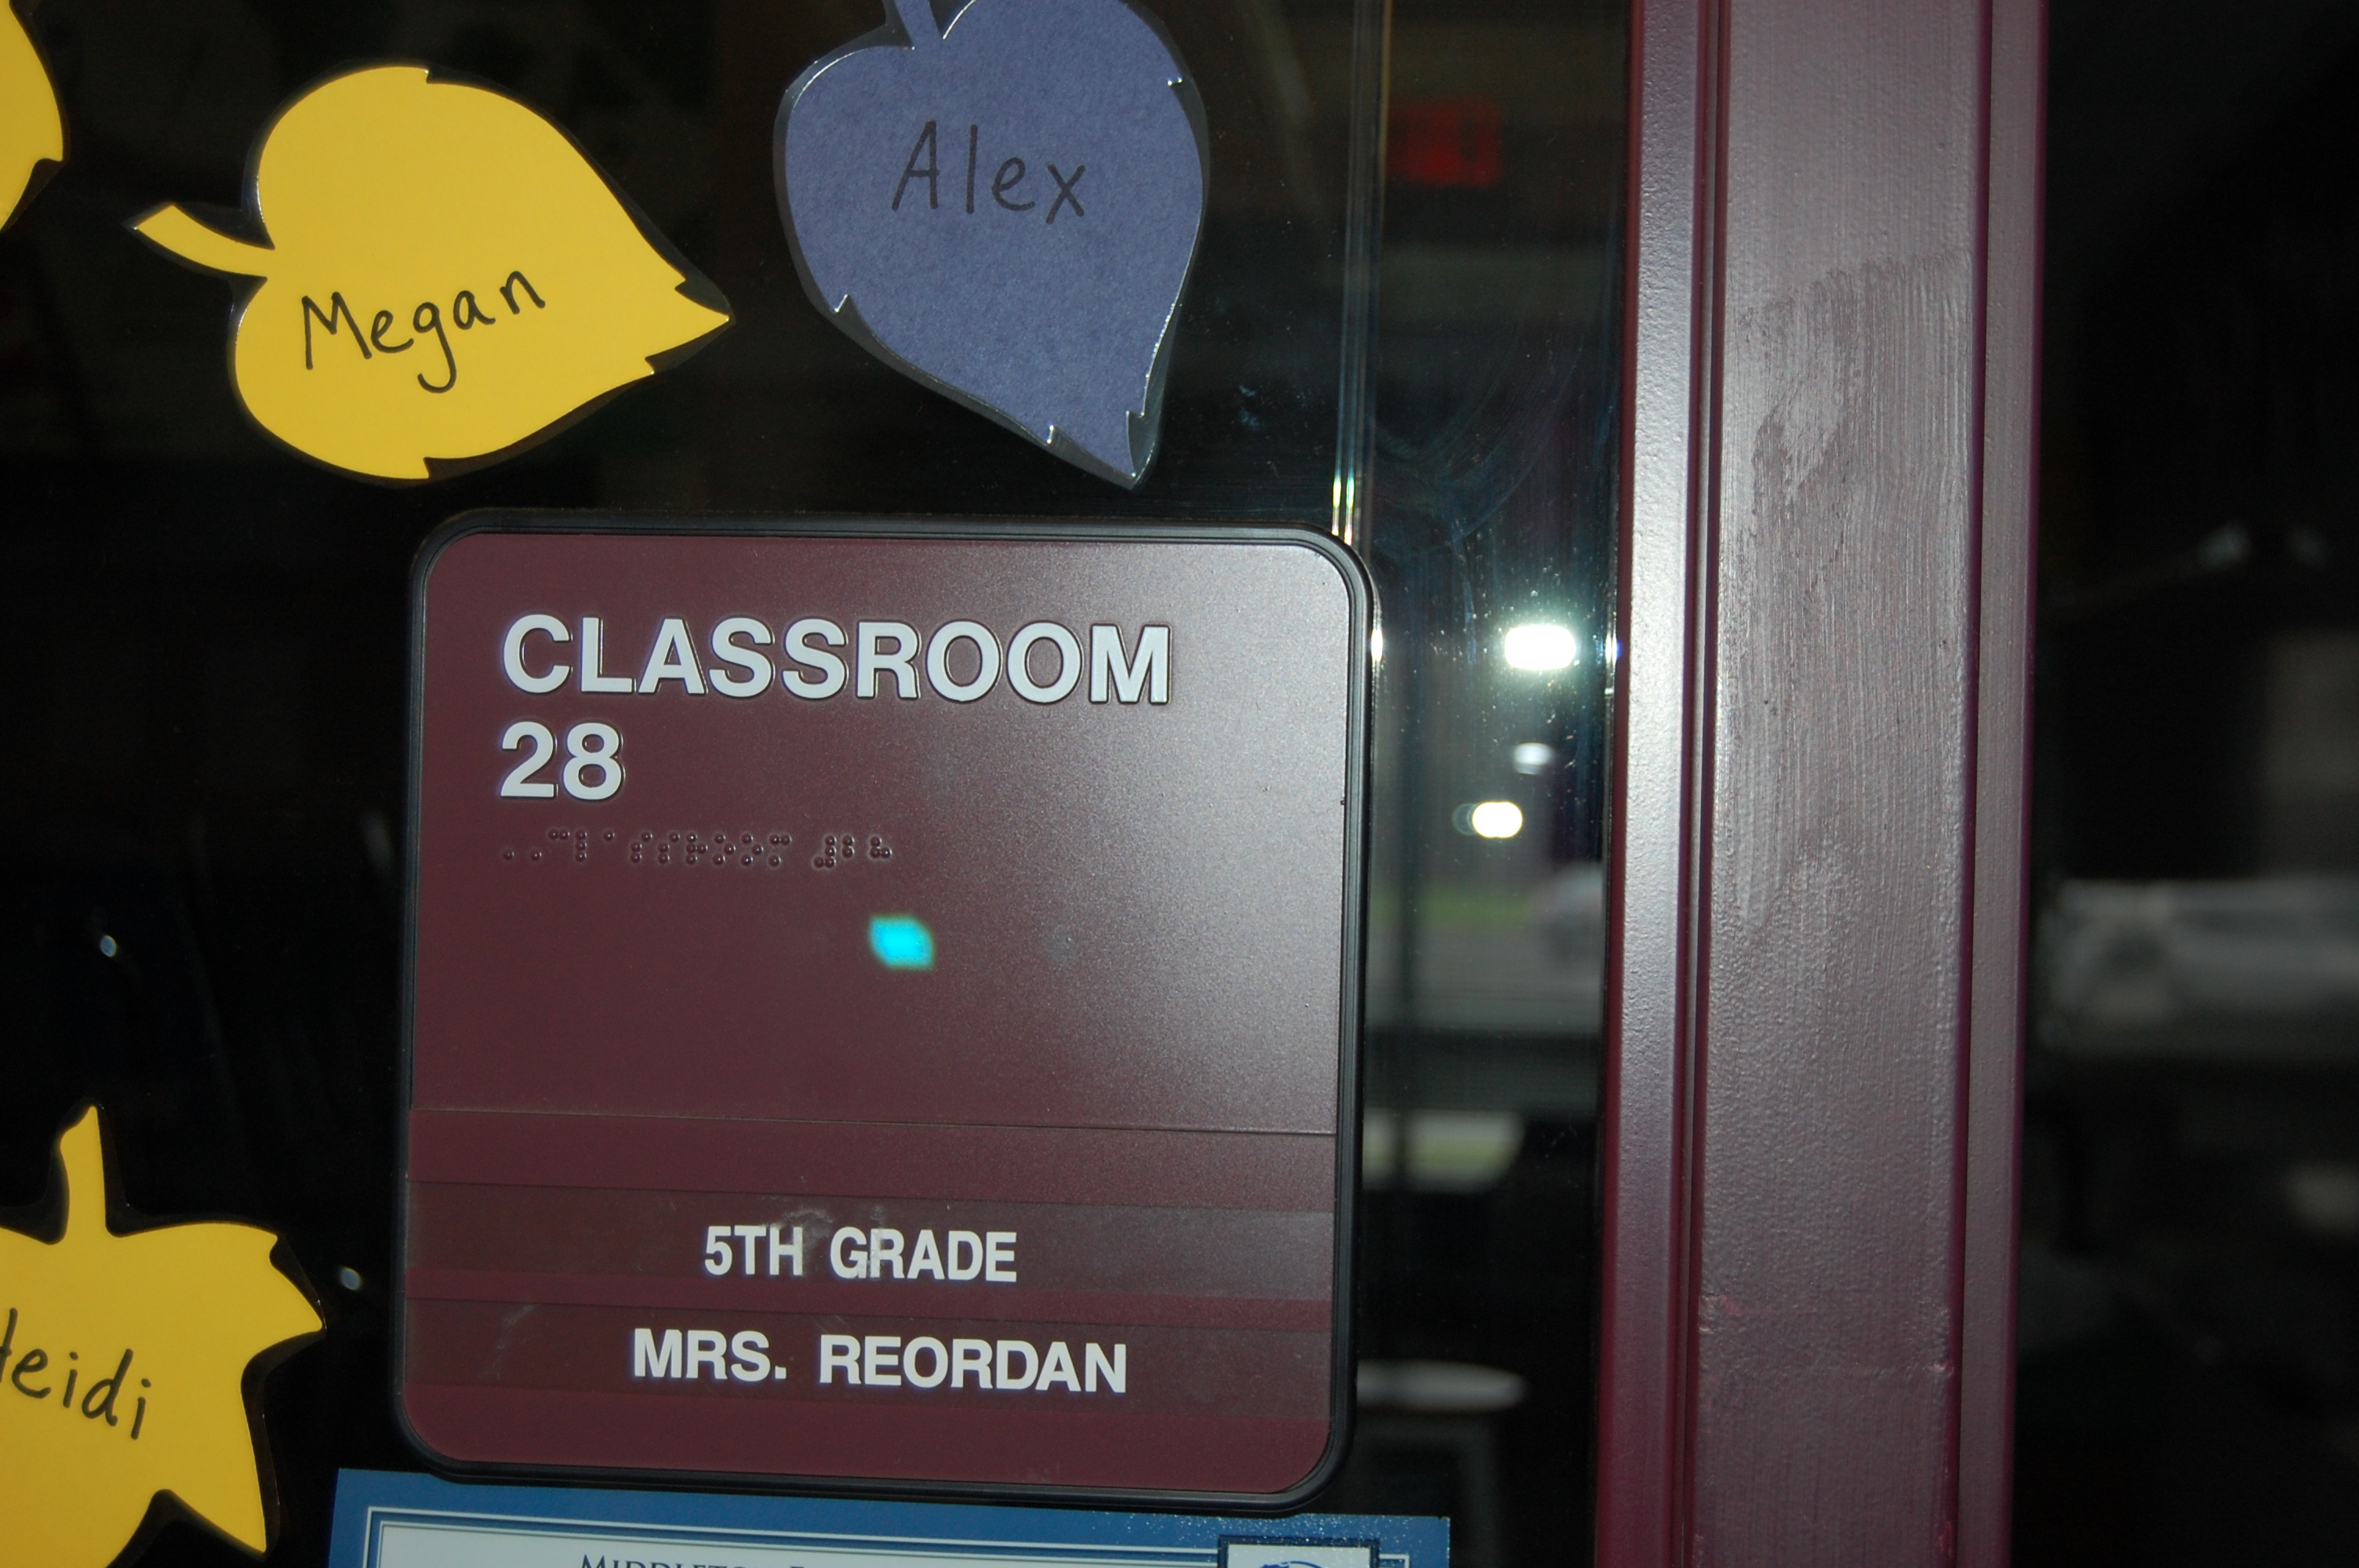 Alex
Megan
CLASSROOM
28
5TH GRADE
MRS. REORDAN
eidi